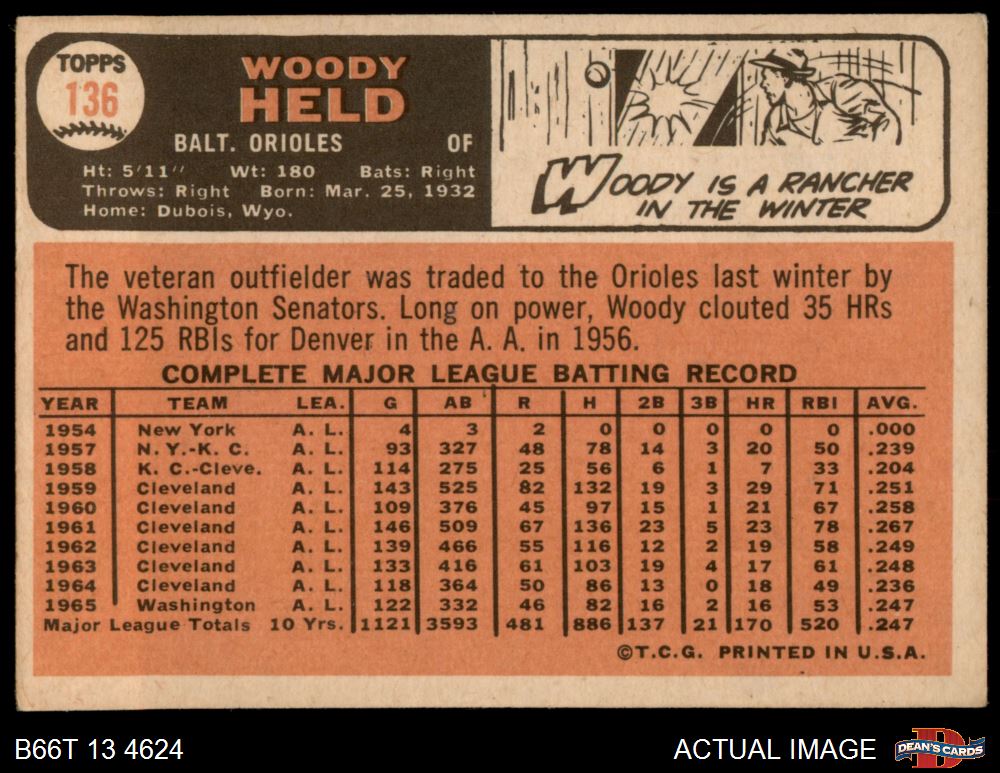 TOPPS
136
WOODY
HELD
BALT. ORIOLES OF
Ht: 5'11" Wt: 180 Bats: Right
Throws: Right Born: Mar. 25, 1932
Home: Dubois, Wyo.
WOODY IS A RANCHER
IN THE WINTER
The veteran outfielder was traded to the Orioles last winter by
the Washington Senators. Long on power, Woody clouted 35 HRs
and 125 RBIs for Denver in the A. A. in 1956.
COMPLETE MAJOR LEAGUE BATTING RECORD
YEAR TEAM LEA. G AB R H 2B 3B HR RBI AVG.
1954 New York A. L. 4 3 2 0 0 0 0 0 .000
1957 N. Y.-K. C. A. L. 93 327 48 78 14 3 20 50 .239
1958 K. C.-Cleve. A. L. 114 275 25 56 6 1 7 33 .204
1959 Cleveland A. L. 143 525 82 132 19 3 29 71 .251
1960 Cleveland A. L. 109 376 45 97 15 1 21 67 .258
1961 Cleveland A. L. 146 509 67 136 23 5 23 78 .267
1962 Cleveland A. L. 139 466 55 116 12 2 19 58 .249
1963 Cleveland A. L. 133 416 61 103 19 4 17 61 .248
1964 Cleveland A. L. 118 364 50 86 13 0 18 49 .236
1965 Washington A. L. 122 332 46 82 16 2 16 53 .247
Major League Totals 10 Yrs. 1121 3593 481 886 137 21 170 520 .247
©T.C.G. PRINTED IN U.S.A.
B66T 13 4624 ACTUAL IMAGE
D
DEAN'S CARDS